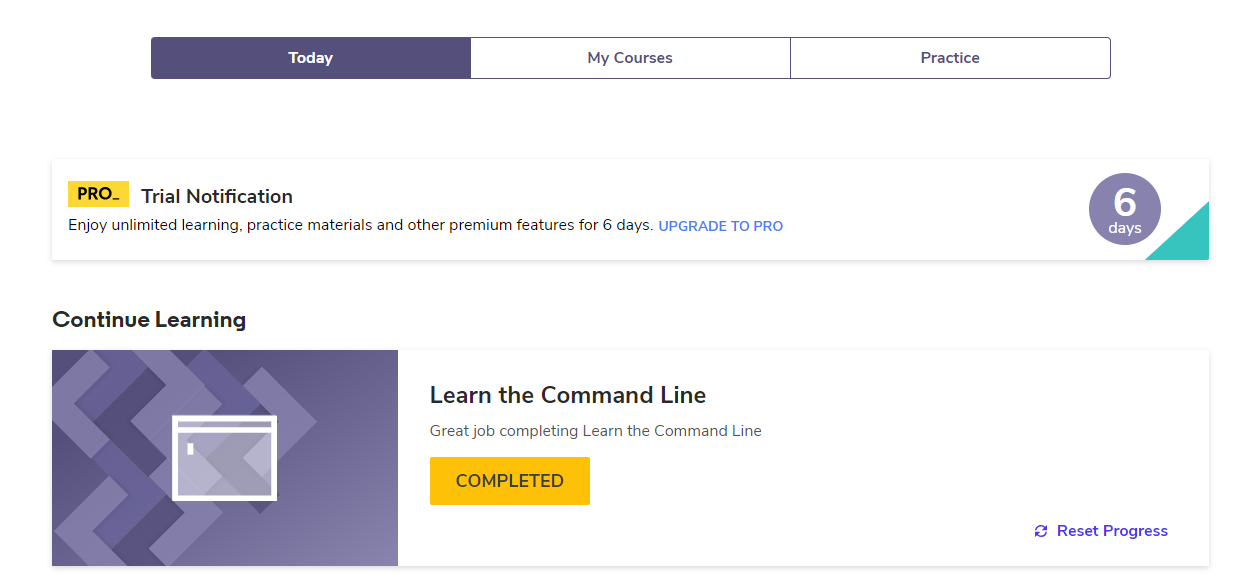 Today
My Courses
Practice
PRO_ Trial Notification
Enjoy unlimited learning, practice materials and other premium features for 6 days. UPGRADE TO PRO
6
days
Continue Learning
Learn the Command Line
Great job completing Learn the Command Line
COMPLETED
Reset Progress